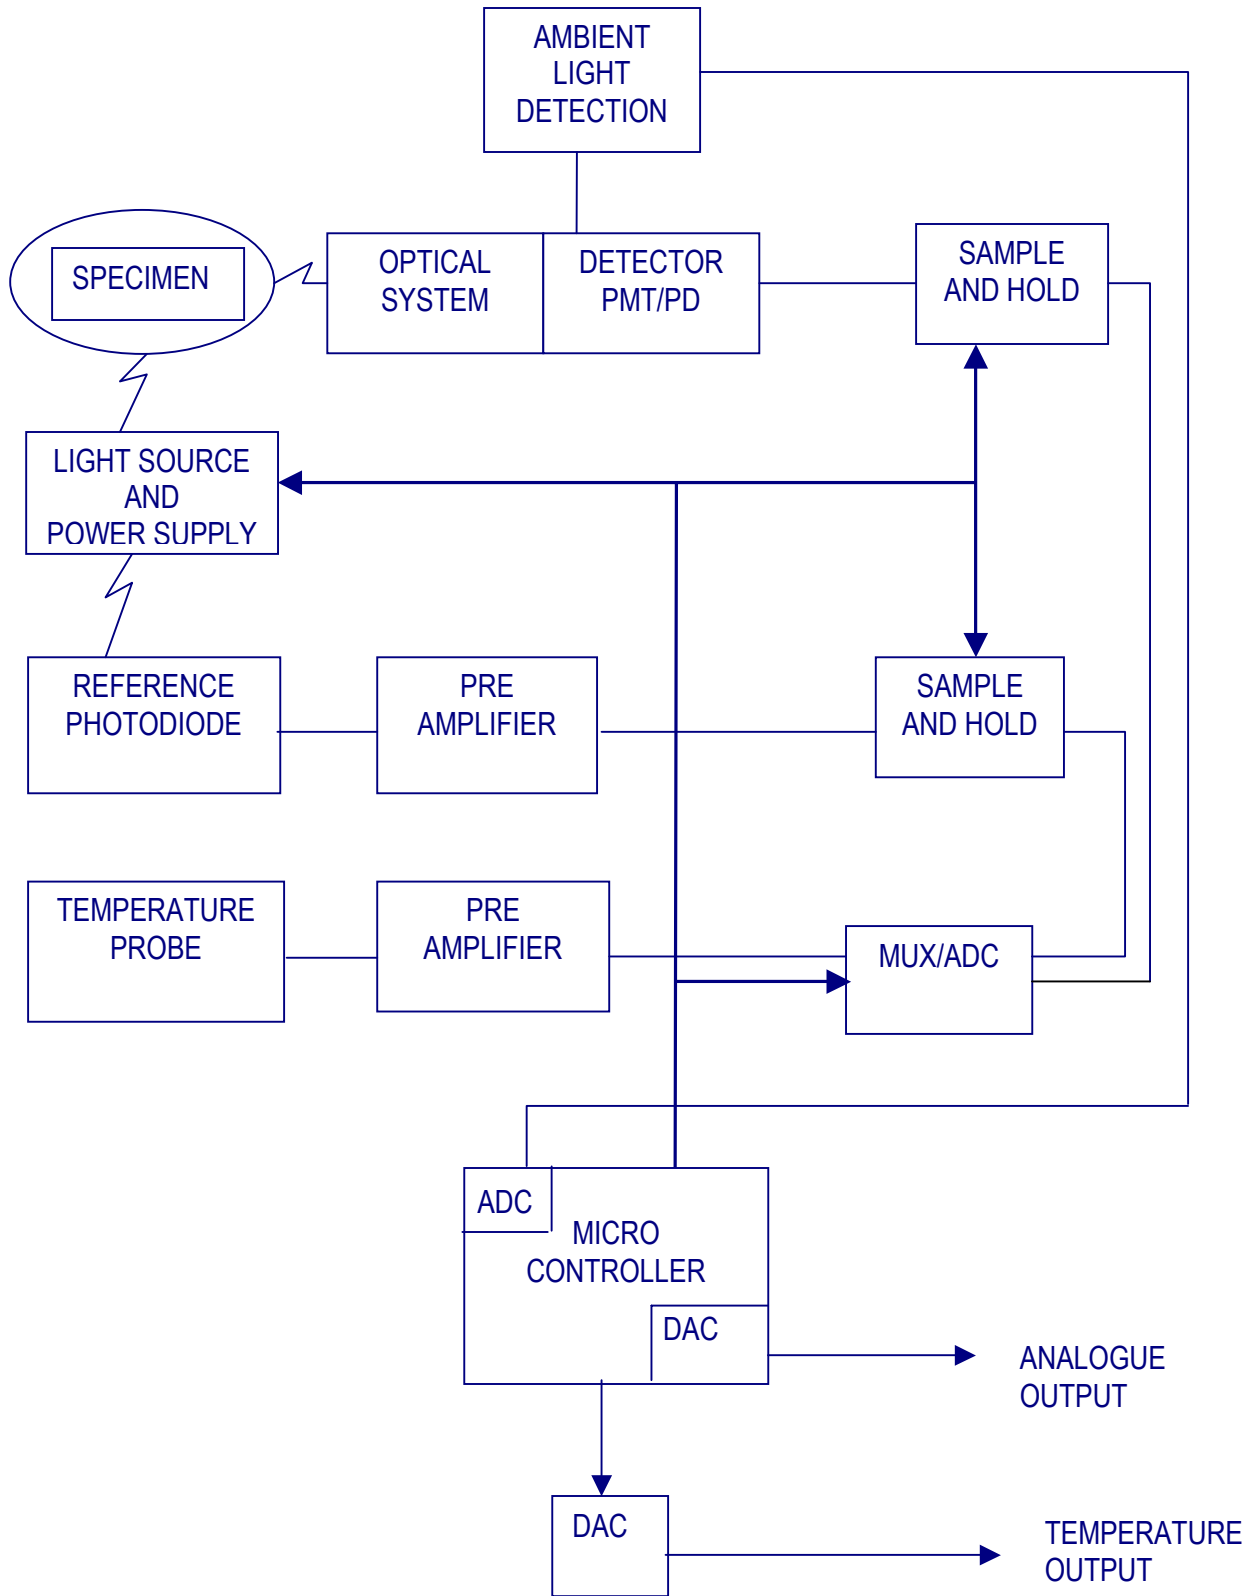 AMBIENT
LIGHT
DETECTION
SPECIMEN
OPTICAL
SYSTEM
DETECTOR
PMT/PD
SAMPLE
AND HOLD
LIGHT SOURCE
AND
POWER SUPPLY
REFERENCE
PHOTODIODE
PRE
AMPLIFIER
SAMPLE
AND HOLD
TEMPERATURE
PROBE
PRE
AMPLIFIER
MUX/ADC
ADC
MICRO
CONTROLLER
DAC
ANALOGUE
OUTPUT
DAC
TEMPERATURE
OUTPUT